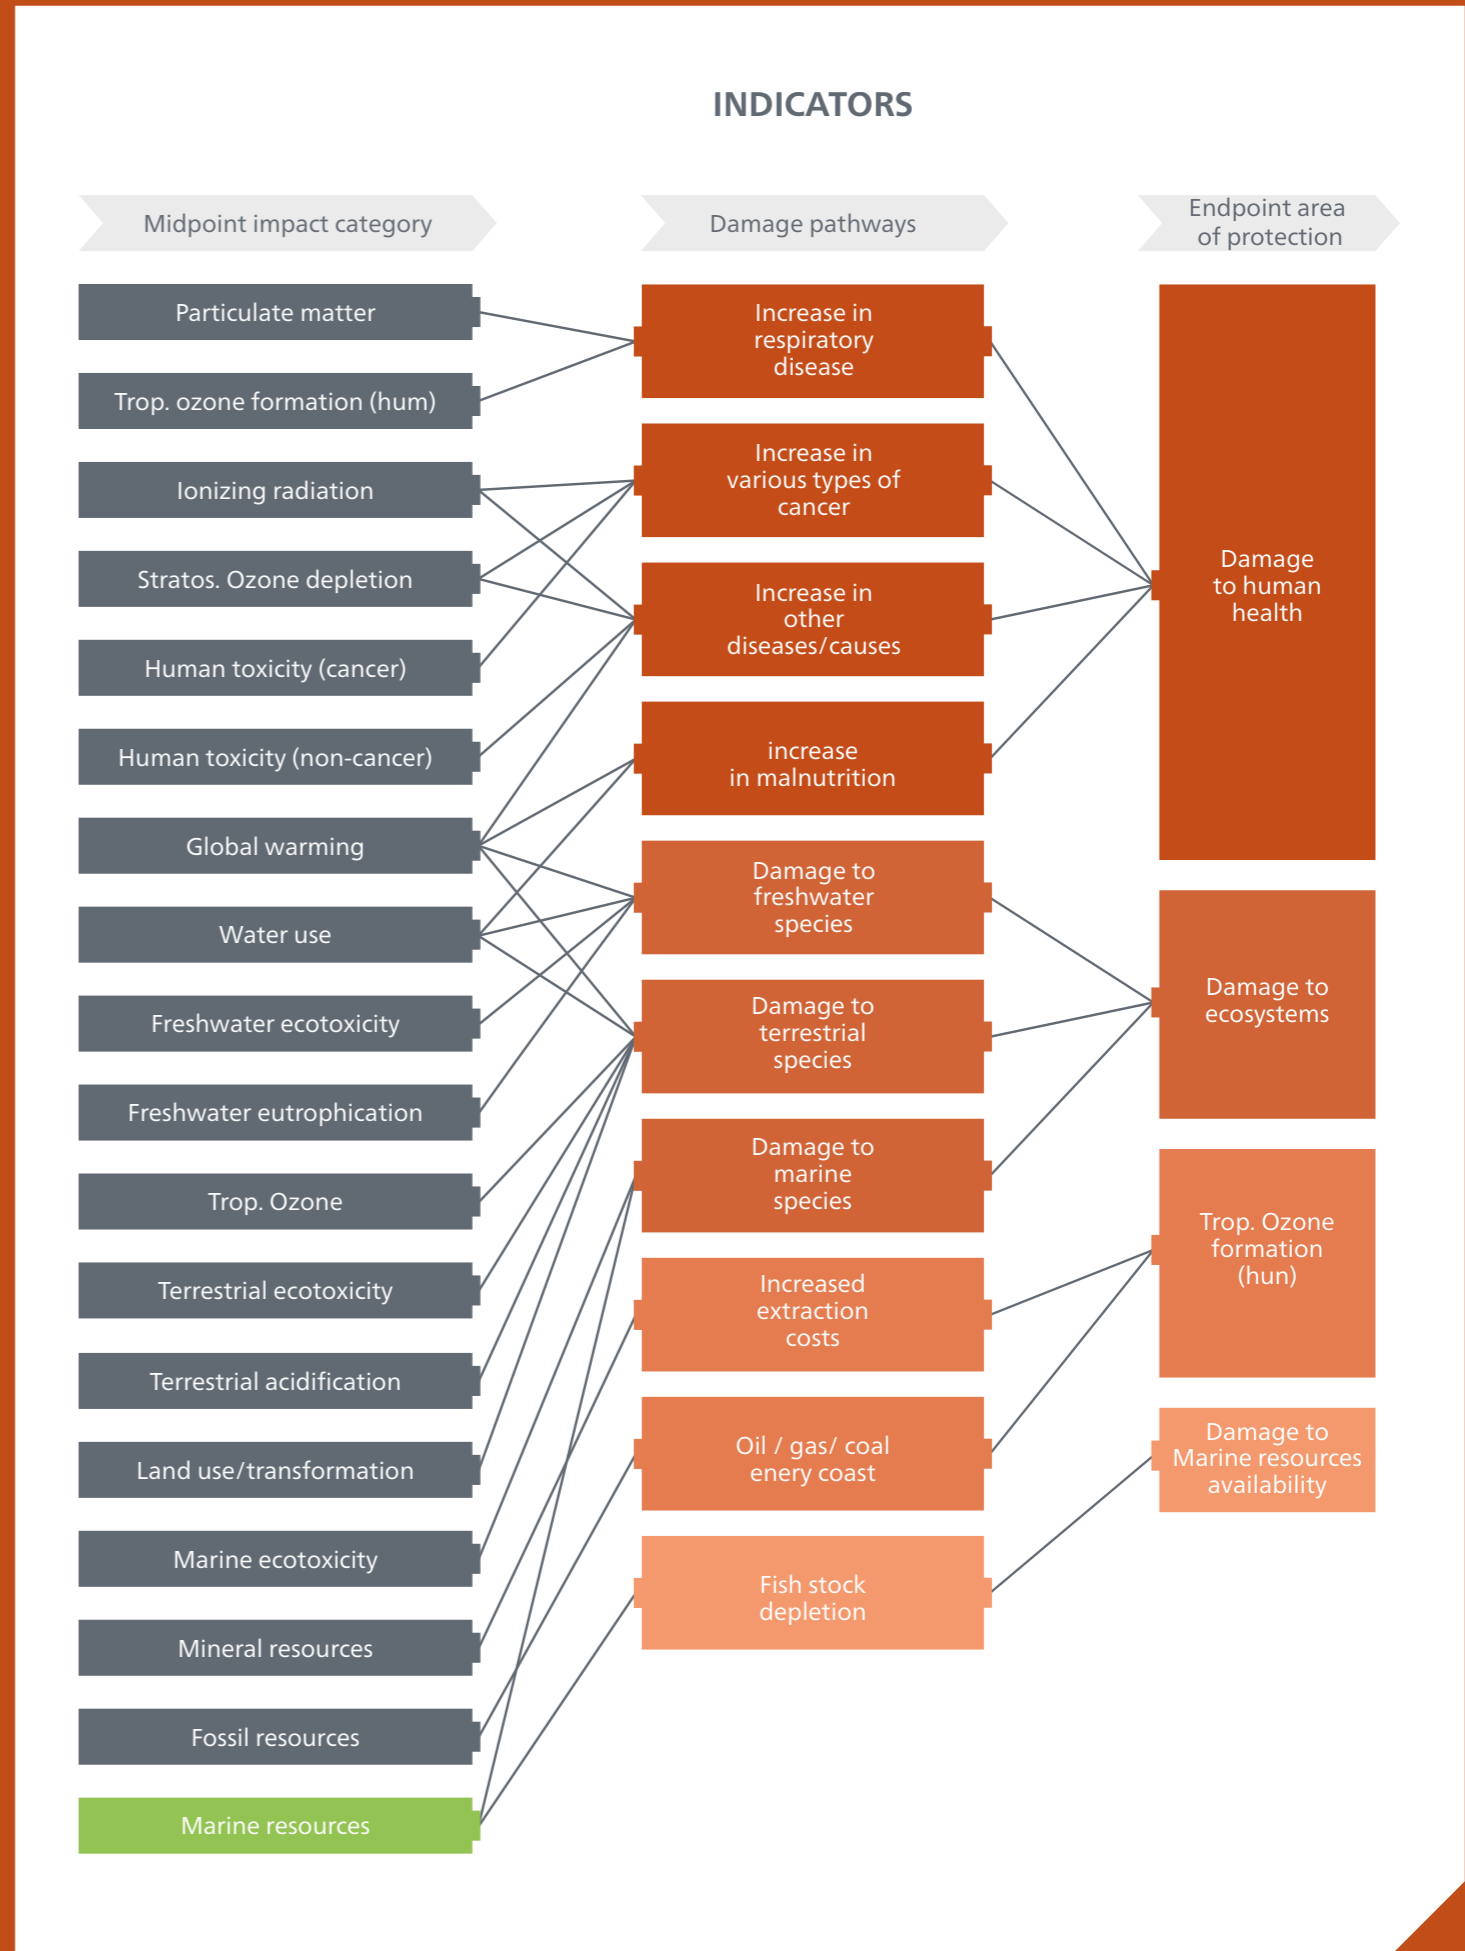 INDICATORS
Midpoint impact category
Damage pathways
Endpoint area
of protection
Particulate matter
Trop. ozone formation (hum)
Ionizing radiation
Stratos. Ozone depletion
Human toxicity (cancer)
Human toxicity (non-cancer)
Global warming
Water use
Freshwater ecotoxicity
Freshwater eutrophication
Trop. Ozone
Terrestrial ecotoxicity
Terrestrial acidification
Land use/transformation
Marine ecotoxicity
Mineral resources
Fossil resources
Marine resources
Increase in
respiratory
disease
Increase in
various types of
cancer
Increase in
other
diseases/causes
increase
in malnutrition
Damage to
freshwater
species
Damage to
terrestrial
species
Damage to
marine
species
Increased
extraction
costs
Oil / gas/ coal
enery coast
Fish stock
depletion
Damage
to human
health
Damage to
ecosystems
Trop. Ozone
formation
(hun)
Damage to
Marine resources
availability